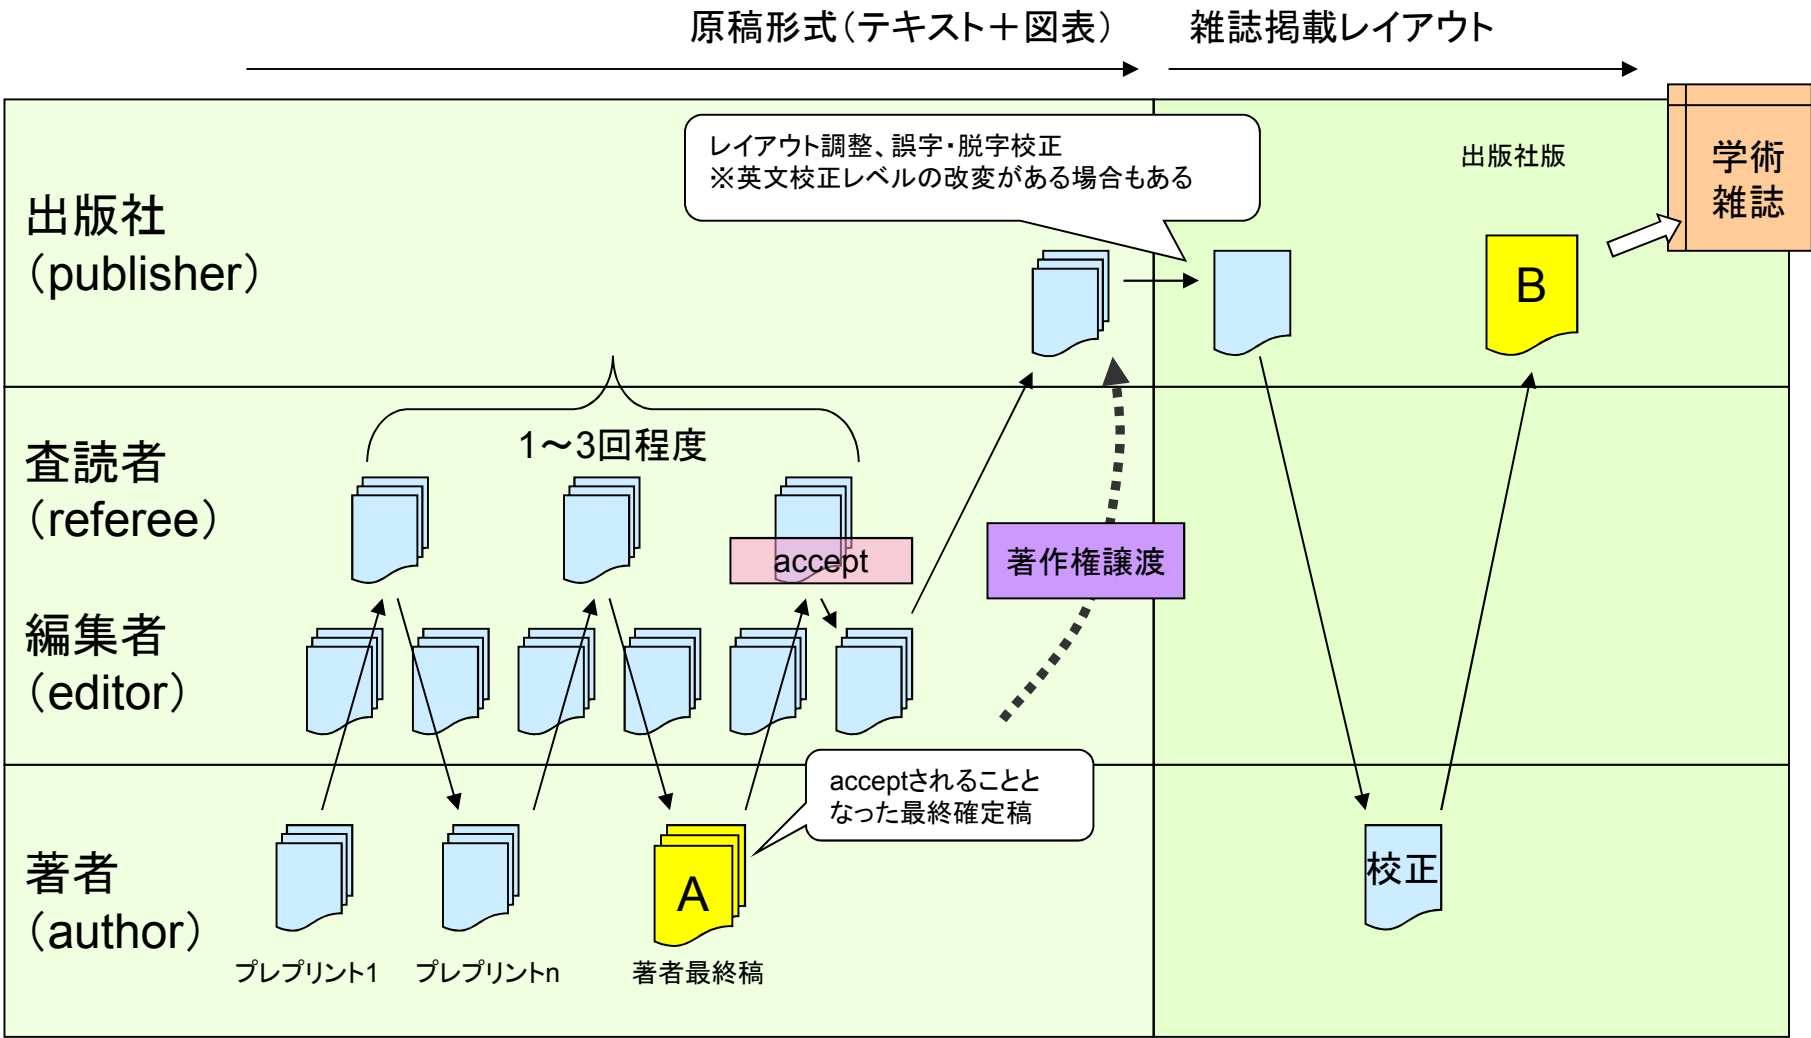 原稿形式（テキスト＋図表）
雑誌掲載レイアウト
レイアウト調整、誤字・脱字校正
※英文校正レベルの改変がある場合もある
出版社版
学術
雑誌
出版社
（publisher）
B
1～3回程度
査読者
（referee）
accept
著作権譲渡
編集者
（editor）
acceptされることと
なった最終確定稿
著者
（author）
A
校正
プレプリント1
プレプリントn
著者最終稿